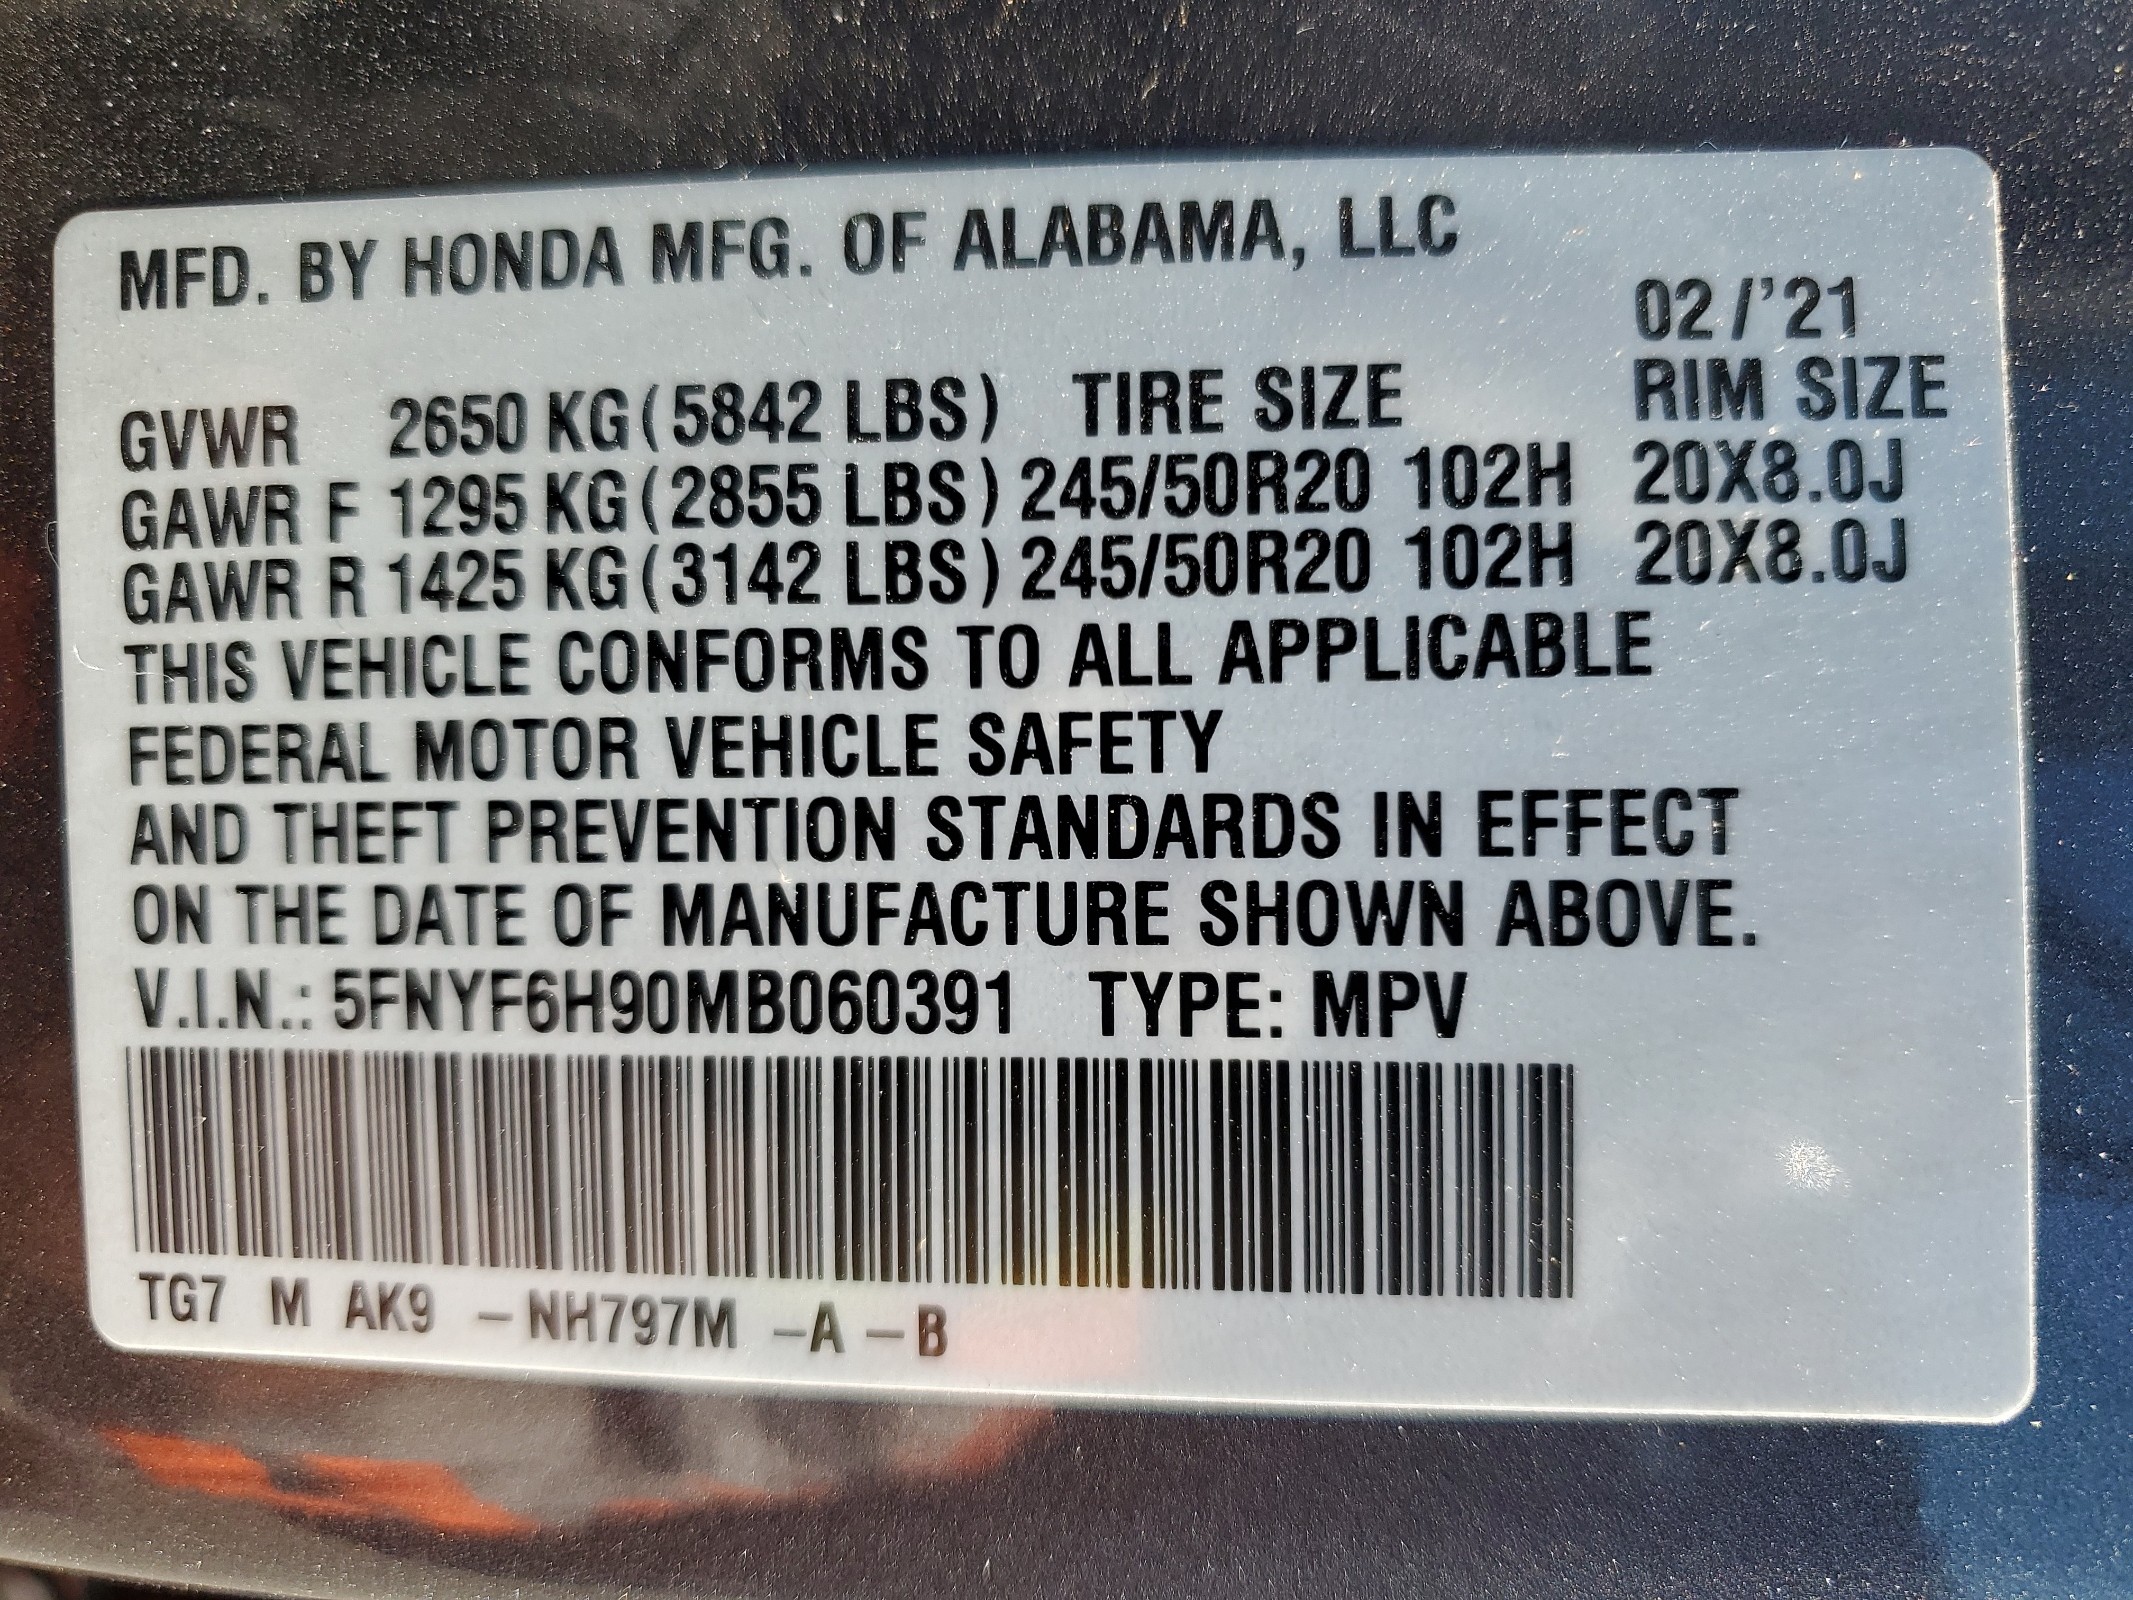 MFD. BY HONDA MFG. OF ALABAMA, LLC
02/'21
GVWR 2650 KG (5842 LBS) TIRE SIZE RIM SIZE
GAWR F 1295 KG (2855 LBS) 245/50R20 102H 20X8.0J
GAWR R 1425 KG (3142 LBS) 245/50R20 102H 20X8.0J
THIS VEHICLE CONFORMS TO ALL APPLICABLE
FEDERAL MOTOR VEHICLE SAFETY
AND THEFT PREVENTION STANDARDS IN EFFECT
ON THE DATE OF MANUFACTURE SHOWN ABOVE.
V.I.N.: 5FNYF6H90MB060391 TYPE: MPV
TG7 M AK9 –NH797M –A –B